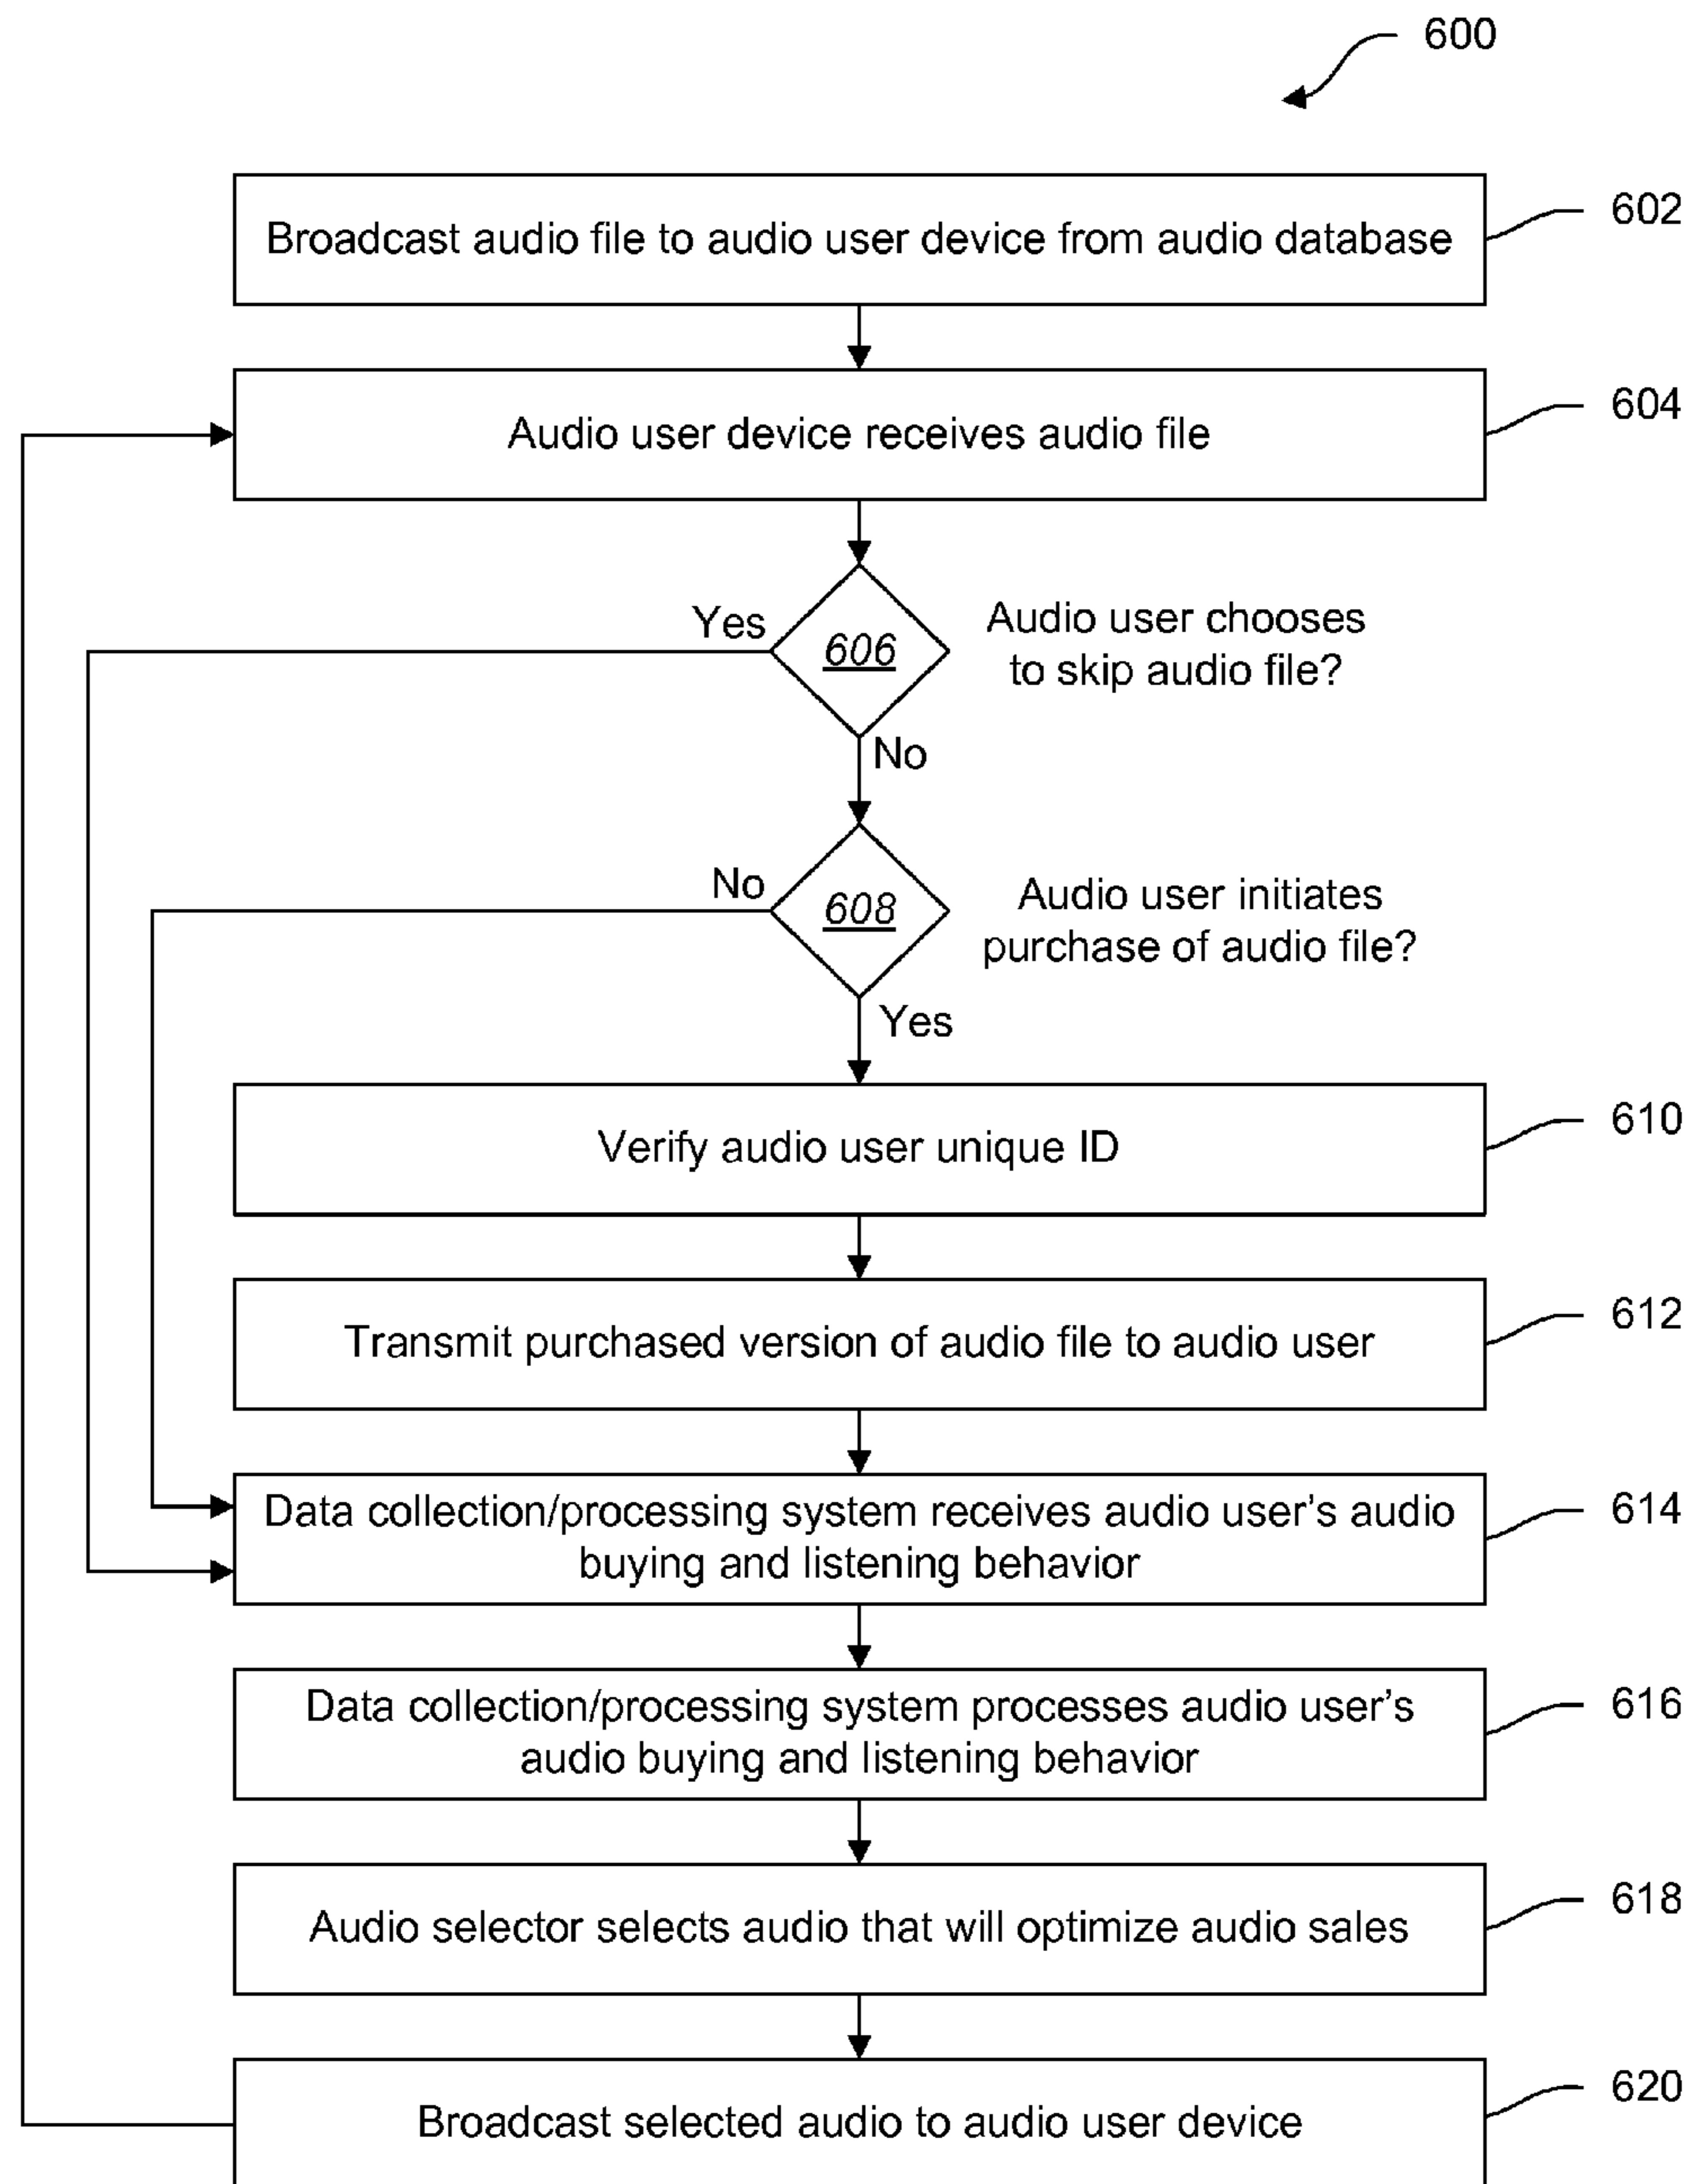 600
Broadcast audio file to audio user device from audio database
602
Audio user device receives audio file
604
Yes
606
Audio user chooses
to skip audio file?
No
No
608
Audio user initiates
purchase of audio file?
Yes
Verify audio user unique ID
610
Transmit purchased version of audio file to audio user
612
Data collection/processing system receives audio user's audio
buying and listening behavior
614
Data collection/processing system processes audio user's
audio buying and listening behavior
616
Audio selector selects audio that will optimize audio sales
618
Broadcast selected audio to audio user device
620